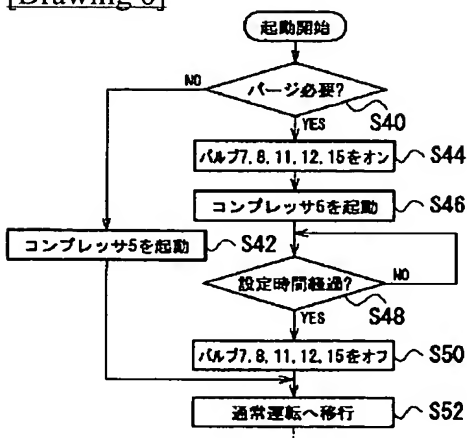 [Drawing 6]
起動開始
NO
パージ必要?
S40
YES
バルブ7,8,11,12,15をオン
S44
コンプレッサ5を起動
S46
コンプレッサ5を起動
S42
設定時間経過?
NO
S48
YES
バルブ7,8,11,12,15をオフ
S50
通常運転へ移行
S52